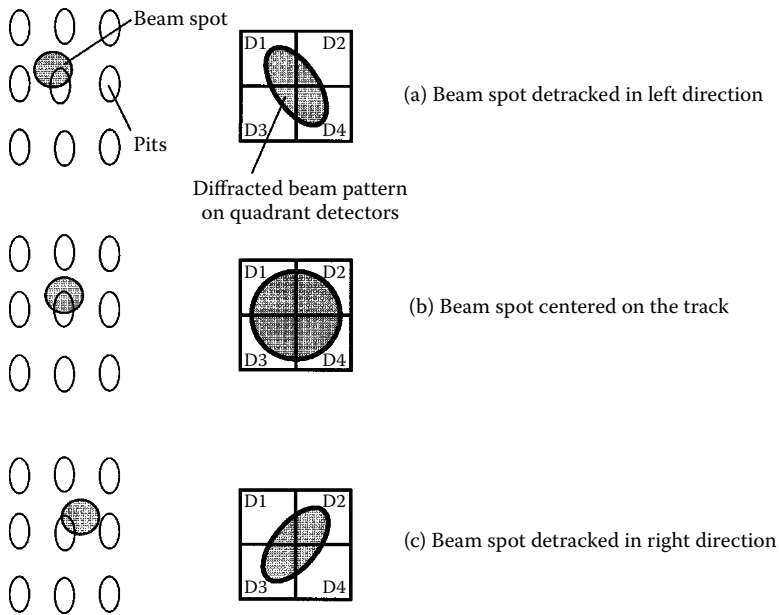 Beam spot
Pits
D1 D2
D3 D4
Diffracted beam pattern
on quadrant detectors
(a) Beam spot detracked in left direction
D1 D2
D3 D4
(b) Beam spot centered on the track
D1 D2
D3 D4
(c) Beam spot detracked in right direction